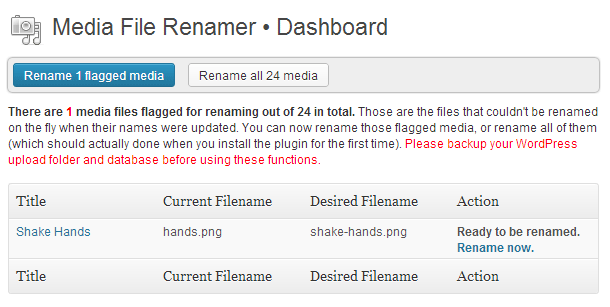 Media File Renamer • Dashboard
Rename 1 flagged media Rename all 24 media
There are 1 media files flagged for renaming out of 24 in total. Those are the files that couldn't be renamed
on the fly when their names were updated. You can now rename those flagged media, or rename all of them
(which should actually done when you install the plugin for the first time). Please backup your WordPress
upload folder and database before using these functions.
Title Current Filename Desired Filename Action
Shake Hands hands.png shake-hands.png Ready to be renamed.
Rename now.
Title Current Filename Desired Filename Action